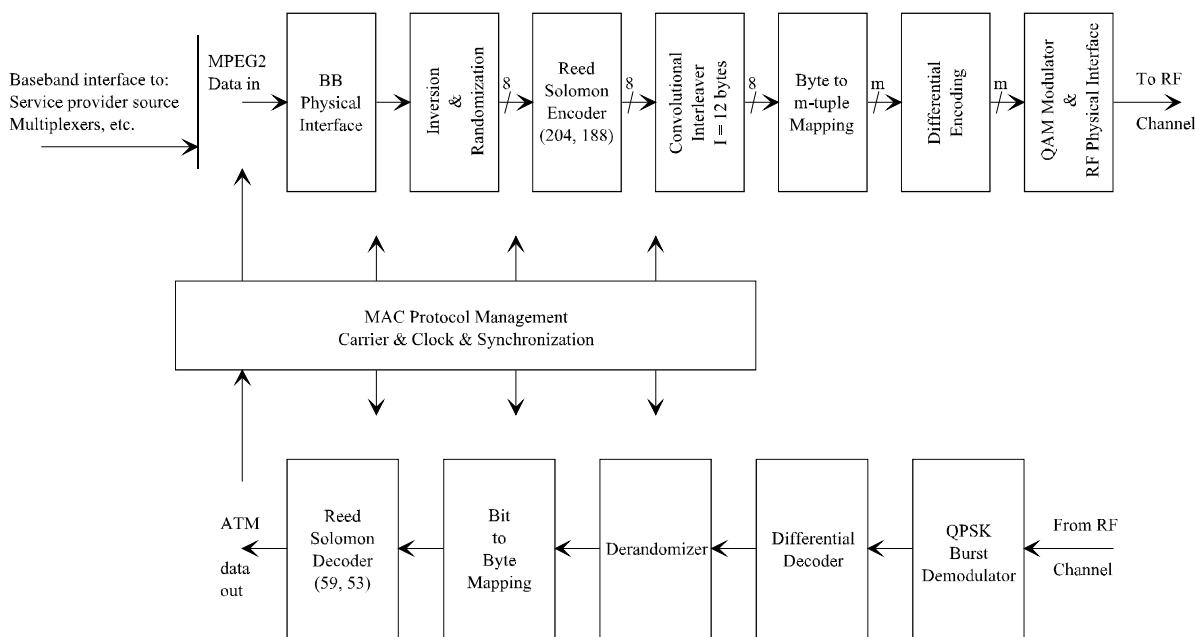 Baseband interface to:
Service provider source
Multiplexers, etc.
MPEG2
Data in
BB
Physical
Interface
Inversion
&
Randomization
8
Reed
Solomon
Encoder
(204, 188)
8
Convolutional
Interleaver
I = 12 bytes
8
Byte to
m-tuple
Mapping
m
Differential
Encoding
m
QAM Modulator
&
RF Physical Interface
To RF
Channel
MAC Protocol Management
Carrier & Clock & Synchronization
ATM
data
out
Reed
Solomon
Decoder
(59, 53)
Bit
to
Byte
Mapping
Derandomizer
Differential
Decoder
QPSK
Burst
Demodulator
From RF
Channel